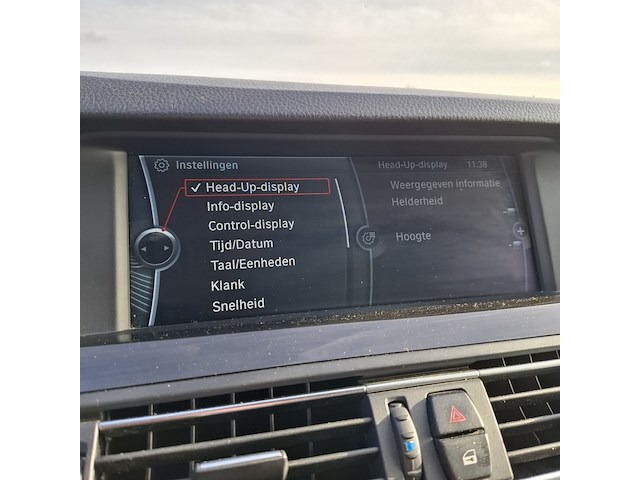 Instellingen
Head-Up-display
Info-display
Control-display
Tijd/Datum
Taal/Eenheden
Klank
Snelheid
Head-Up-display 11:38
Weergegeven informatie
Helderheid
Hoogte